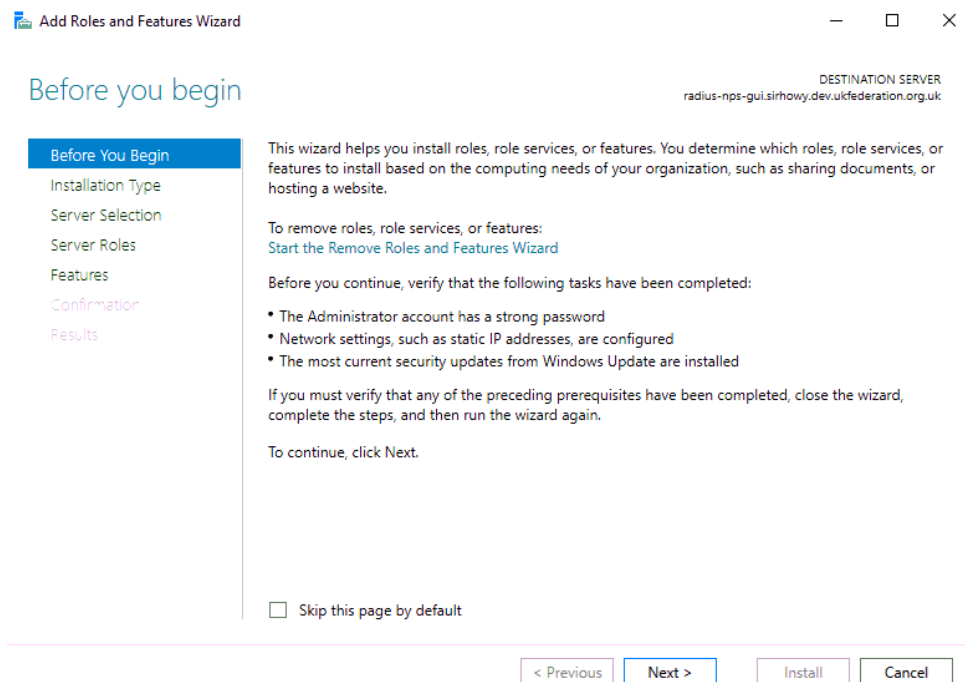 Add Roles and Features Wizard
Before you begin
DESTINATION SERVER
radius-nps-gui.sirhowy.dev.ukfederation.org.uk
Before You Begin
Installation Type
Server Selection
Server Roles
Features
Confirmation
Results
This wizard helps you install roles, role services, or features. You determine which roles, role services, or
features to install based on the computing needs of your organization, such as sharing documents, or
hosting a website.
To remove roles, role services, or features:
Start the Remove Roles and Features Wizard
Before you continue, verify that the following tasks have been completed:
• The Administrator account has a strong password
• Network settings, such as static IP addresses, are configured
• The most current security updates from Windows Update are installed
If you must verify that any of the preceding prerequisites have been completed, close the wizard,
complete the steps, and then run the wizard again.
To continue, click Next.
Skip this page by default
< Previous
Next >
Install
Cancel